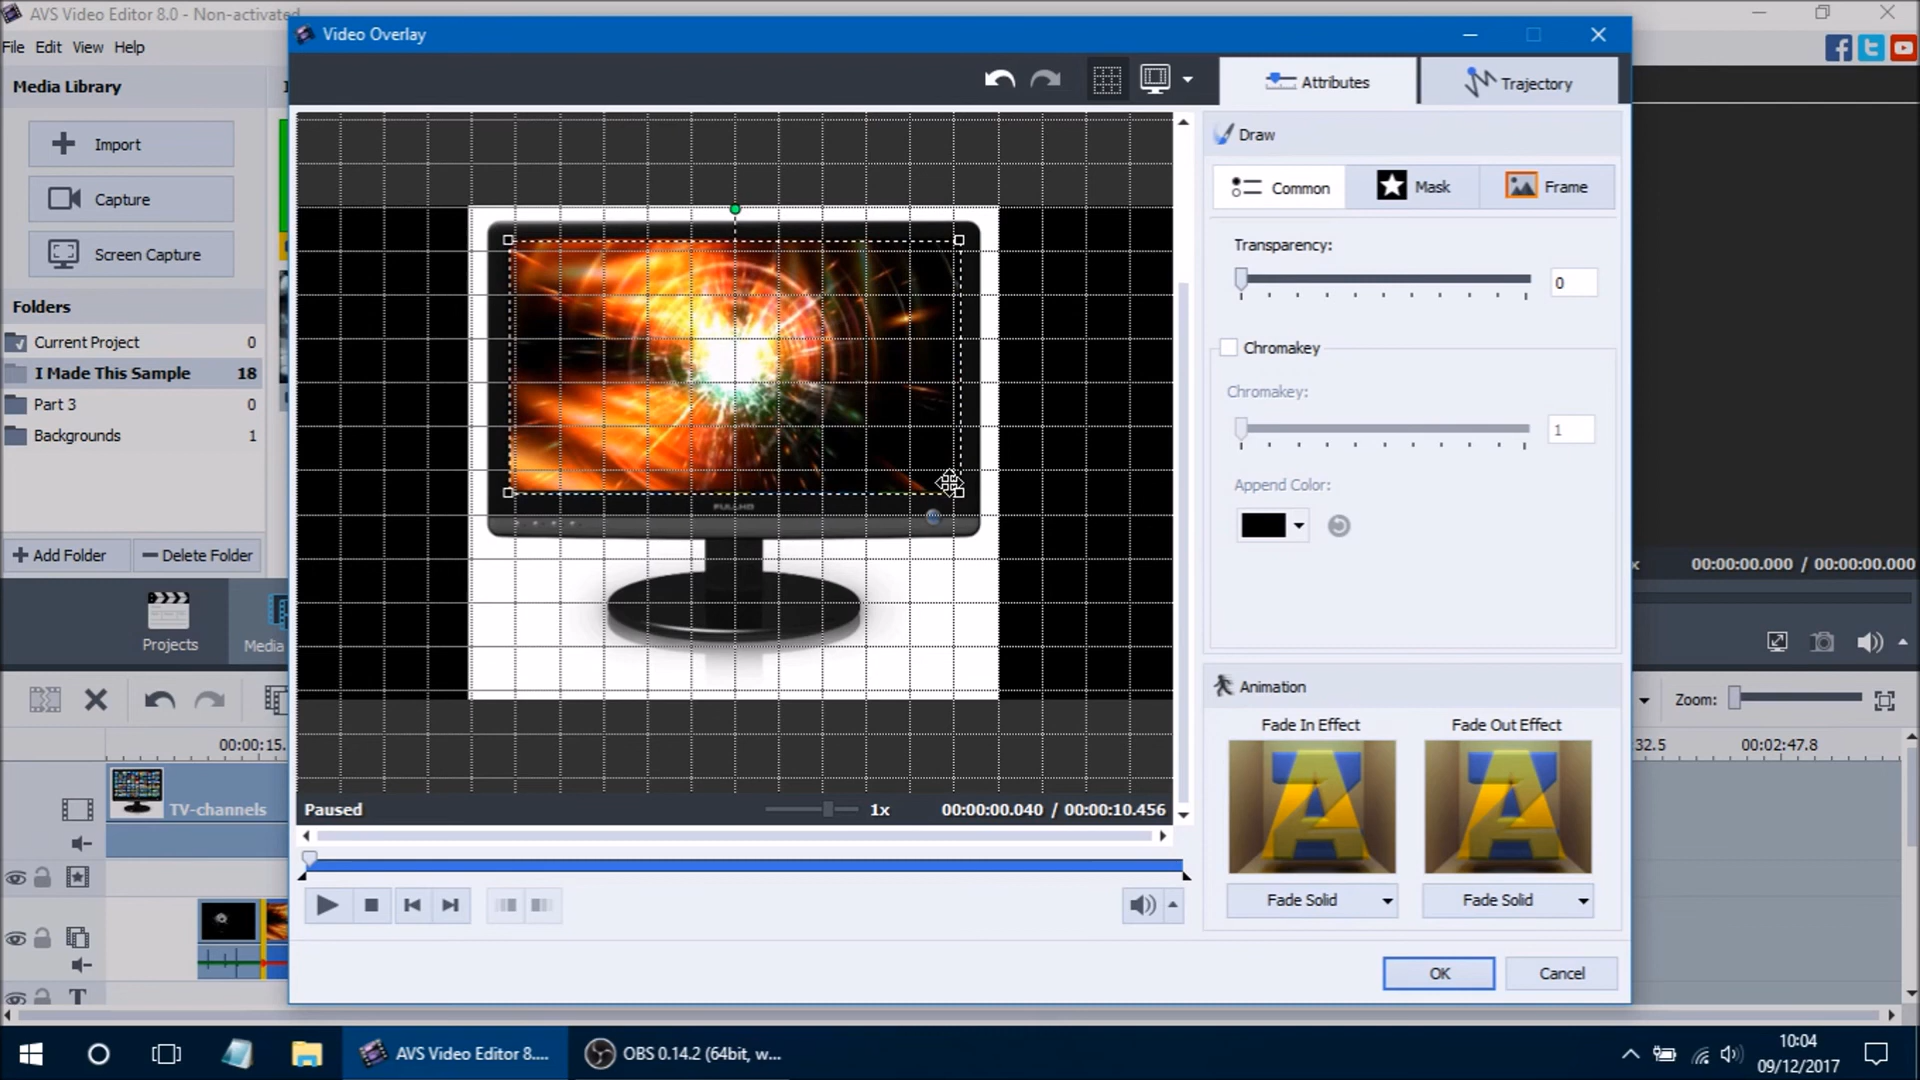 AVS Video Editor 8.0 - Non-activated
Video Overlay
File Edit View Help
Attributes
Trajectory
Media Library
Draw
Import
Common
Mask
Frame
Capture
Transparency:
0
Screen Capture
Folders
Current Project 0
Chromakey
I Made This Sample 18
Chromakey:
Part 3 0
Backgrounds 1
1
Append Color:
FULLHD
Add Folder
Delete Folder
00:00:00.000 / 00:00:00.000
x
Projects
Media
Animation
Zoom:
Fade In Effect
Fade Out Effect
00:00:15.
32.5
00:02:47.8
TV-channels
Paused
1x
00:00:00.040 / 00:00:10.456
Fade Solid
Fade Solid
T
OK
Cancel
AVS Video Editor 8....
OBS 0.14.2 (64bit, w...
10:04
09/12/2017